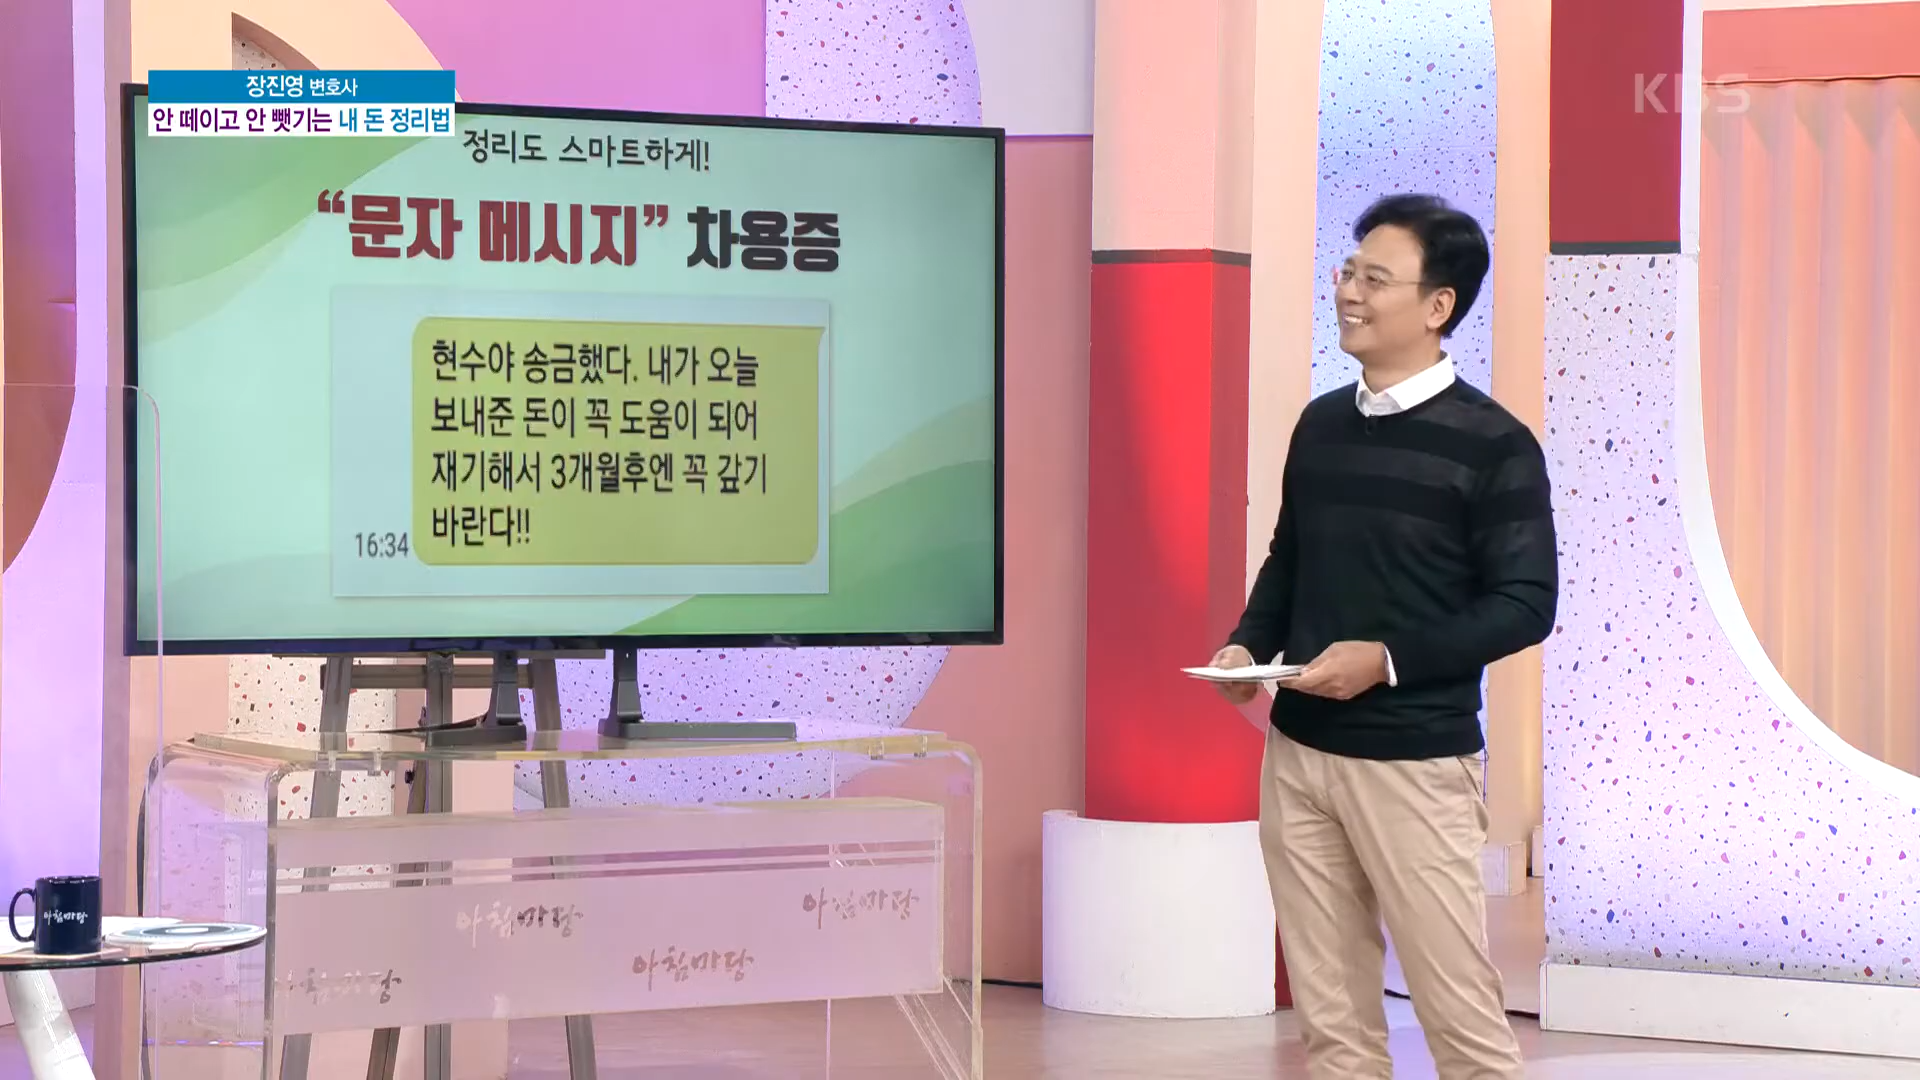 장진영 변호사
안 떼이고 안 뺏기는 내 돈 정리법
KBS
정리도 스마트하게!
“문자 메시지” 차용증
현수야 송금했다. 내가 오늘
보내준 돈이 꼭 도움이 되어
재기해서 3개월후엔 꼭 갚기
바란다!!
16:34
아침마당
아침마당
아침마당
아침마당
아침마당